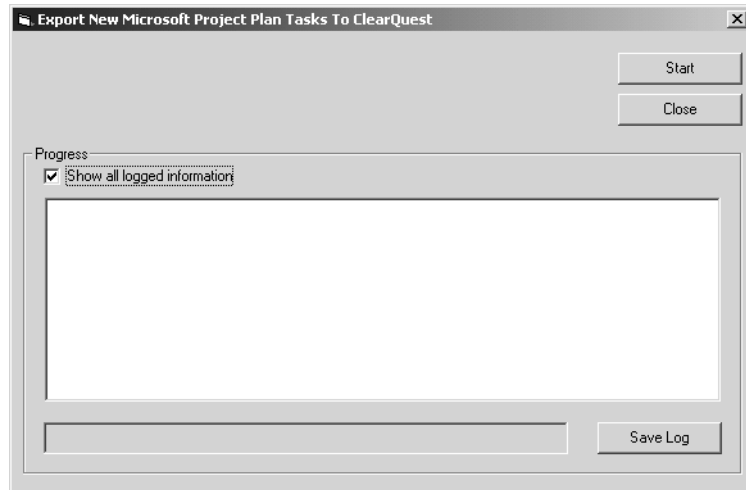 Export New Microsoft Project Plan Tasks To ClearQuest
Start
Close
Progress
Show all logged information
Save Log